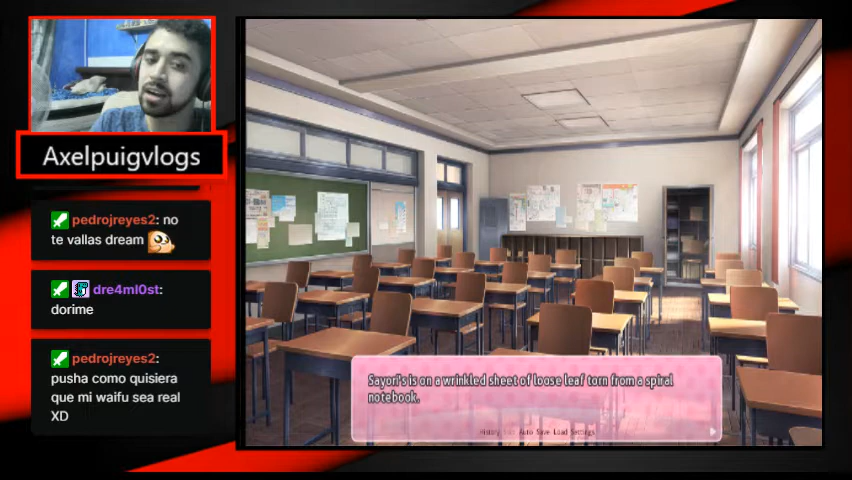 Axelpuigvlogs
pedrojreyes2: no
te vallas dream
dre4ml0st:
dorime
pedrojreyes2:
pusha como quisiera
que mi waifu sea real
XD
Sayori's is on a wrinkled sheet of loose leaf torn from a spiral
notebook.
History Skip Auto Save Load Settings